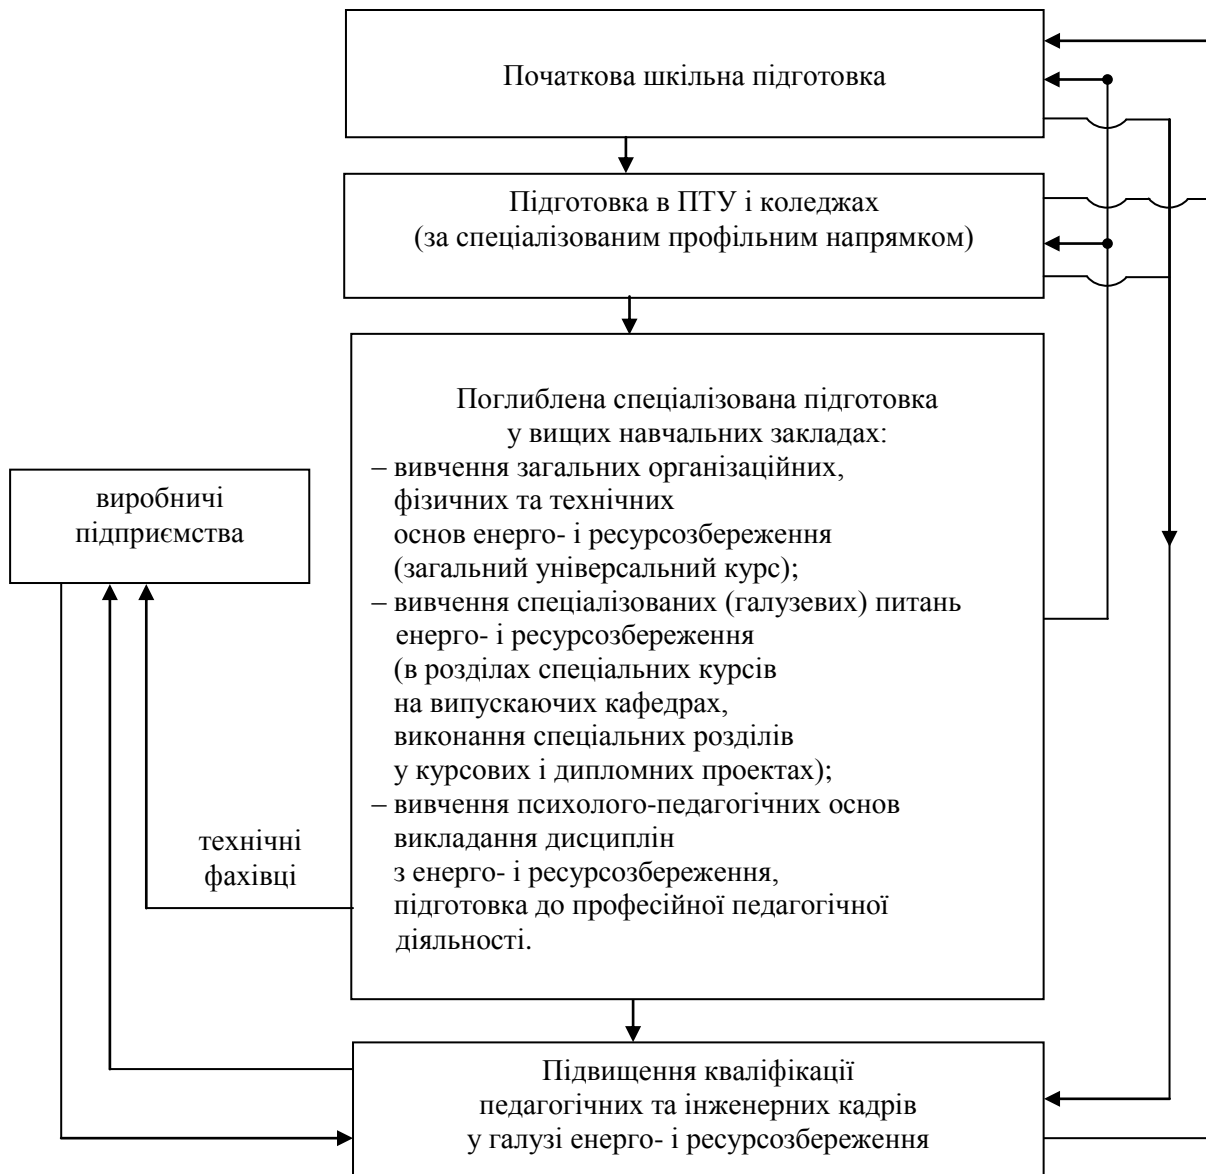 Початкова шкільна підготовка
Підготовка в ПТУ і коледжах
(за спеціалізованим профільним напрямком)
Поглиблена спеціалізована підготовка
у вищих навчальних закладах:
– вивчення загальних організаційних,
фізичних та технічних
основ енерго- і ресурсозбереження
(загальний універсальний курс);
– вивчення спеціалізованих (галузевих) питань
енерго- і ресурсозбереження
(в розділах спеціальних курсів
на випускаючих кафедрах,
виконання спеціальних розділів
у курсових і дипломних проектах);
– вивчення психолого-педагогічних основ
викладання дисциплін
з енерго- і ресурсозбереження,
підготовка до професійної педагогічної
діяльності.
виробничі
підприємства
технічні
фахівці
Підвищення кваліфікації
педагогічних та інженерних кадрів
у галузі енерго- і ресурсозбереження